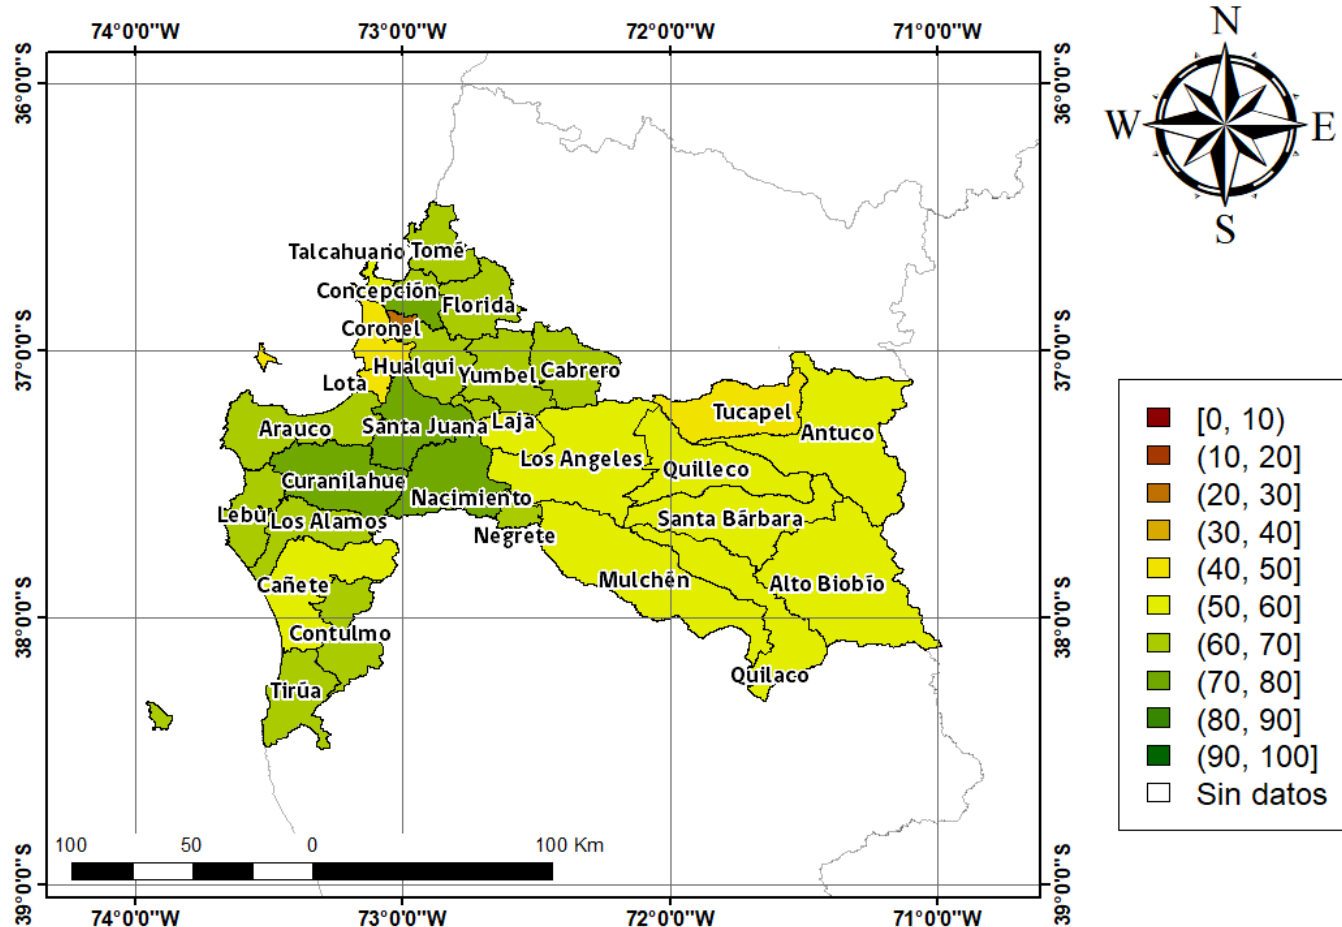 74°0'0"W 73°0'0"W 72°0'0"W 71°0'0"W
36°0'0"S
36°0'0"S
37°0'0"S
37°0'0"S
38°0'0"S
38°0'0"S
39°0'0"S
39°0'0"S
N
W
E
S
Talcahuano
Tomé
Concepción
Florida
Coronel
Hualqui
Yumbel
Cabrero
Lota
Arauco
Santa Juana
Laja
Tucapel
Antuco
Los Angeles
Quilleco
Curanilahue
Nacimiento
Lebu
Los Alamos
Negrete
Santa Bárbara
Cañete
Mulchén
Alto Biobío
Contulmo
Tirúa
Quilaco
100 50 0 100 Km
74°0'0"W 73°0'0"W 72°0'0"W 71°0'0"W
[0, 10)
(10, 20]
(20, 30]
(30, 40]
(40, 50]
(50, 60]
(60, 70]
(70, 80]
(80, 90]
(90, 100]
Sin datos